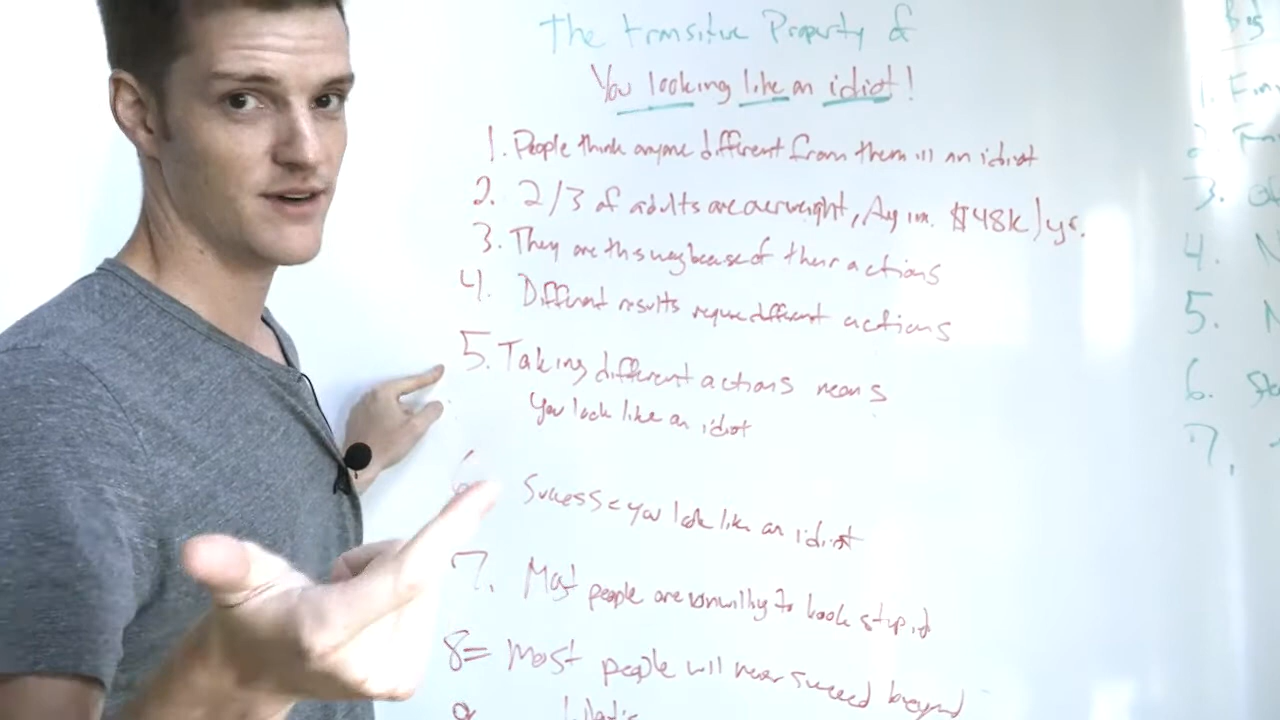 The Transitive Property of
You looking like an idiot!
1. People think anyone different from them is an idiot
2. 2/3 of adults are overweight, Avg in. $48k/yr.
3. They are this way because of their actions
4. Different results require different actions
5. Taking different actions means
You look like an idiot
6. Success < you look like an idiot
7. Most people are unwilling to look stupid
8= Most people will never succeed beyond
1.
2.
3.
4. N
5. N
6. St
7.